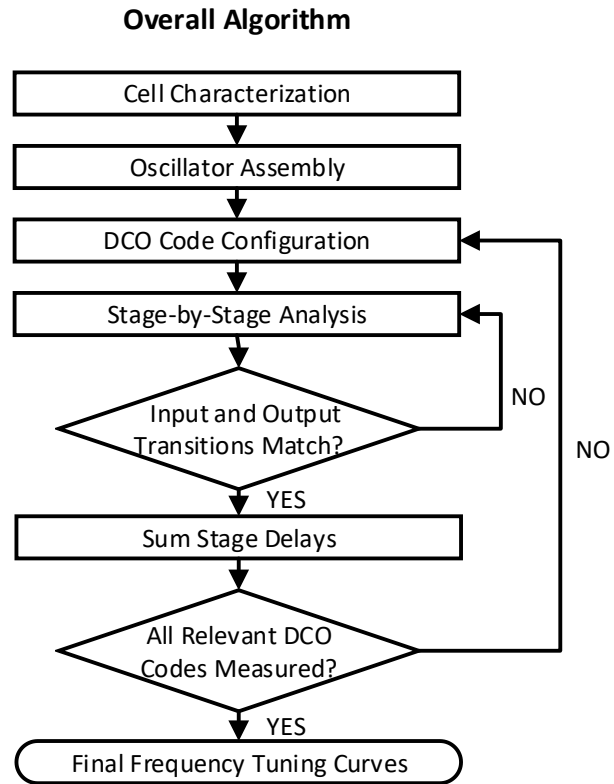 Overall Algorithm
Cell Characterization
Oscillator Assembly
DCO Code Configuration
Stage-by-Stage Analysis
Input and Output
Transitions Match?
NO
NO
YES
Sum Stage Delays
All Relevant DCO
Codes Measured?
YES
Final Frequency Tuning Curves